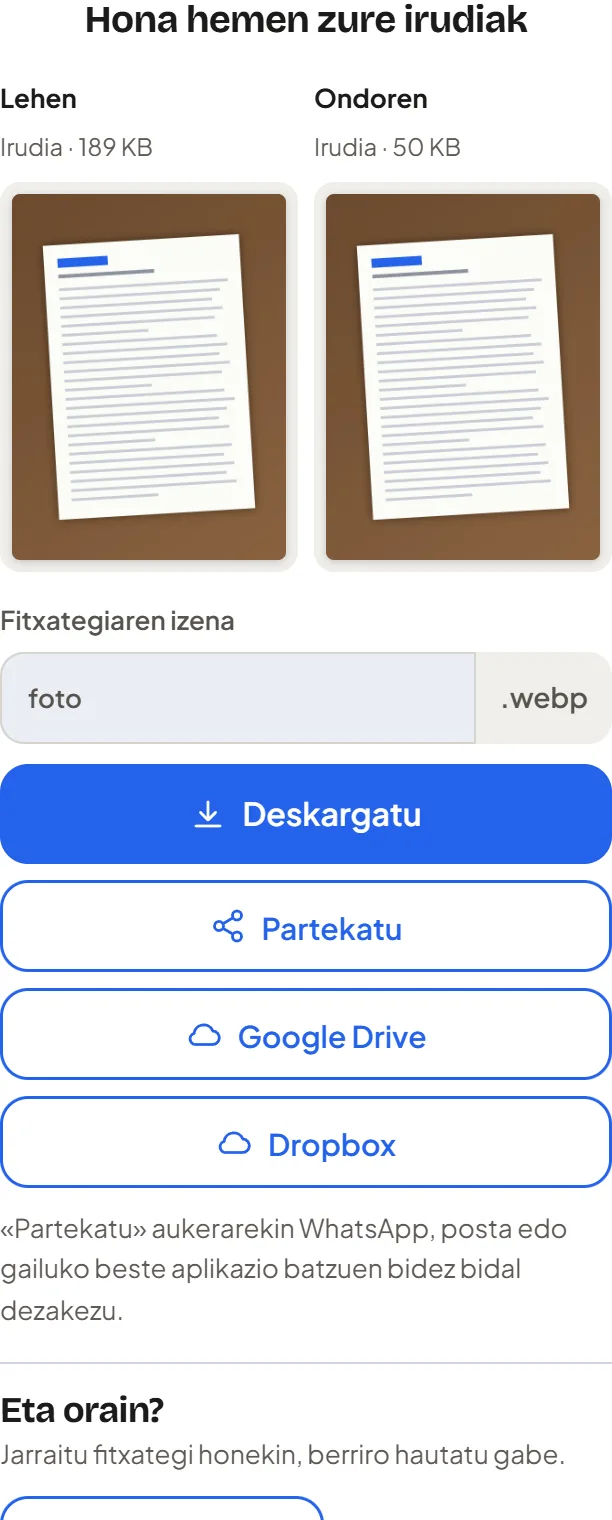 Hona hemen zure irudiak
Lehen
Irudia · 189 KB
Ondoren
Irudia · 50 KB
Fitxategiaren izena
foto
.webp
Deskargatu
Partekatu
Google Drive
Dropbox
«Partekatu» aukerarekin WhatsApp, posta edo
gailuko beste aplikazio batzuen bidez bidal
dezakezu.
Eta orain?
Jarraitu fitxategi honekin, berriro hautatu gabe.